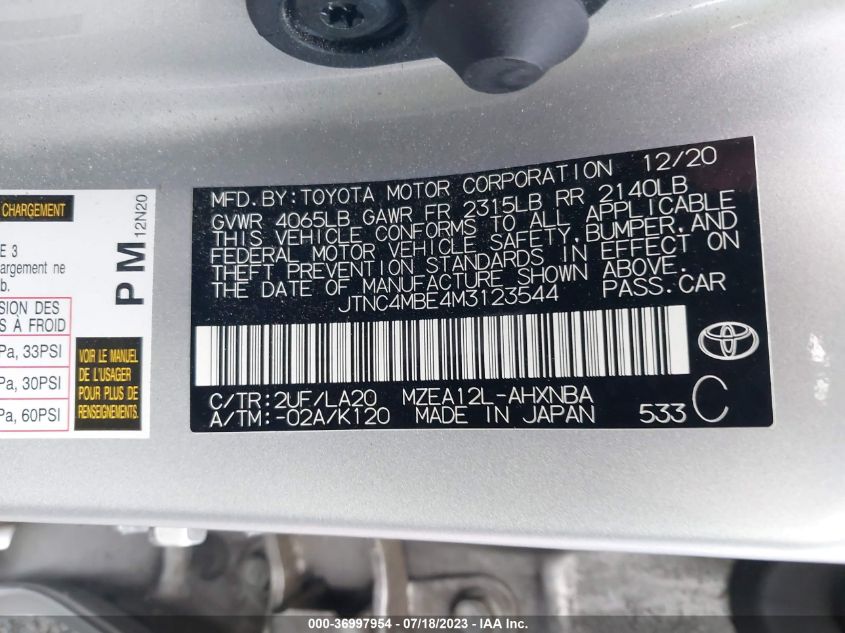 CHARGEMENT
E 3
argement ne
b.
SION DES
S À FROID
Pa, 33PSI
Pa, 30PSI
Pa, 60PSI
VOIR LE MANUEL
DE L'USAGER
POUR PLUS DE
RENSEIGNEMENTS
PM
12N20
MFD.BY:TOYOTA MOTOR CORPORATION 12/20
GVWR 4065LB GAWR FR 2315LB RR 2140LB
THIS VEHICLE CONFORMS TO ALL APPLICABLE
FEDERAL MOTOR VEHICLE SAFETY,BUMPER,AND
THEFT PREVENTION STANDARDS IN EFFECT ON
THE DATE OF MANUFACTURE SHOWN ABOVE.
JTNC4MBE4M3123544 PASS.CAR
C/TR:2UF/LA20 MZEA12L-AHXNBA
A/TM:-02A/K120 MADE IN JAPAN 533 C
000-36997954 - 07/18/2023 - IAA Inc.